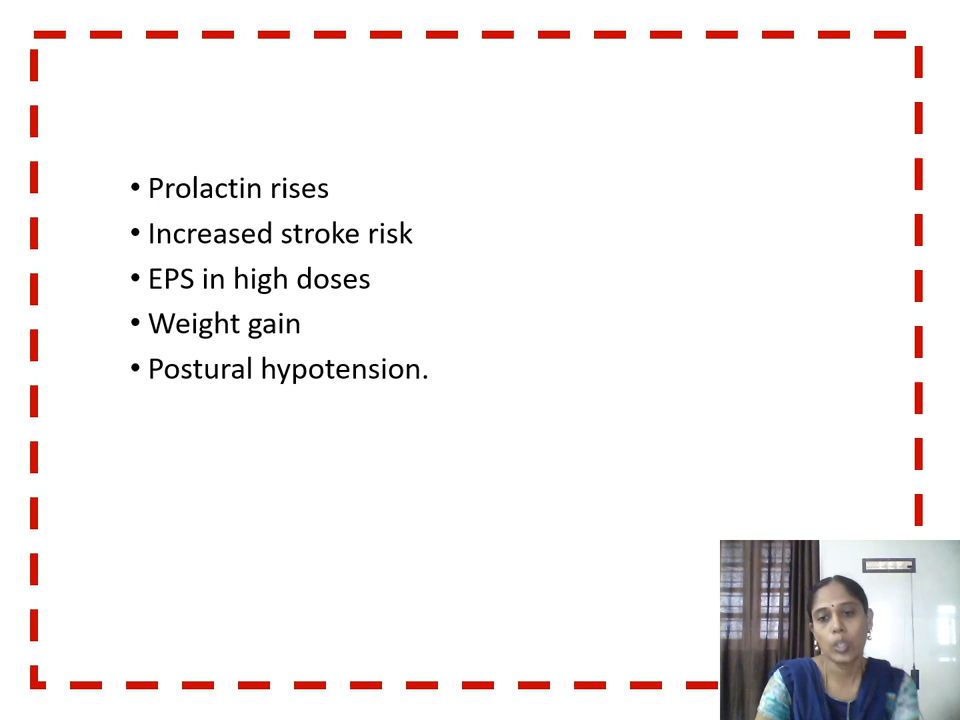 • Prolactin rises
• Increased stroke risk
• EPS in high doses
• Weight gain
• Postural hypotension.